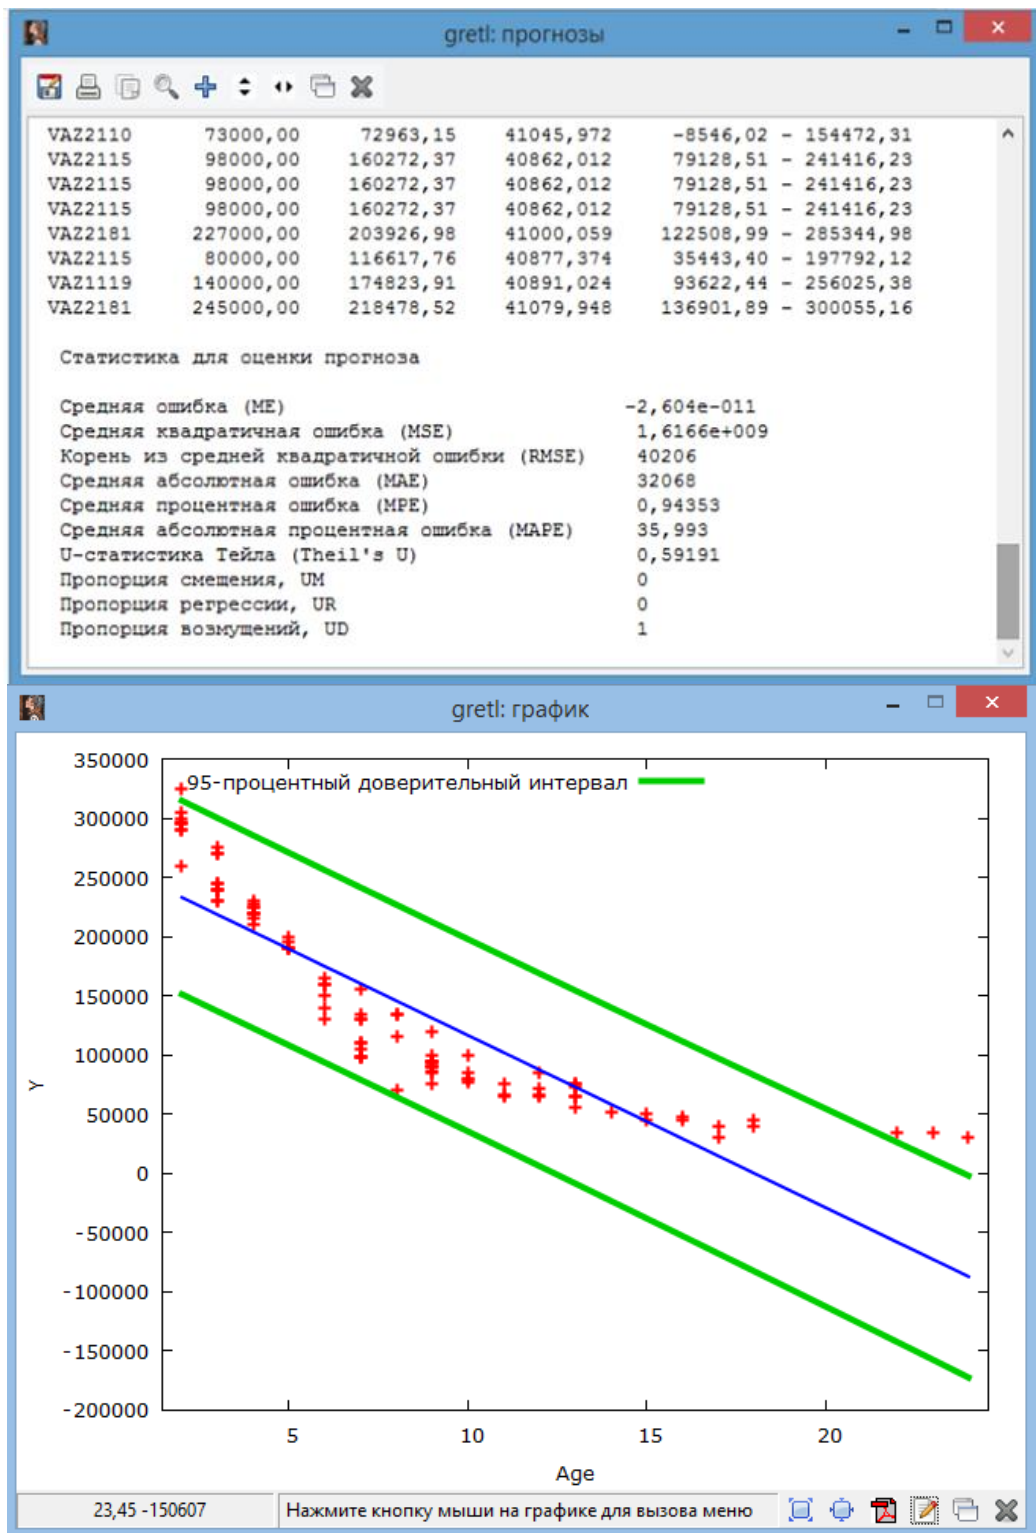 gretl: прогнозы
VAZ2110 73000,00 72963,15 41045,972 -8546,02 - 154472,31
VAZ2115 98000,00 160272,37 40862,012 79128,51 - 241416,23
VAZ2115 98000,00 160272,37 40862,012 79128,51 - 241416,23
VAZ2115 98000,00 160272,37 40862,012 79128,51 - 241416,23
VAZ2181 227000,00 203926,98 41000,059 122508,99 - 285344,98
VAZ2115 80000,00 116617,76 40877,374 35443,40 - 197792,12
VAZ1119 140000,00 174823,91 40891,024 93622,44 - 256025,38
VAZ2181 245000,00 218478,52 41079,948 136901,89 - 300055,16
Статистика для оценки прогноза
Средняя ошибка (ME) -2,604e-011
Средняя квадратичная ошибка (MSE) 1,6166e+009
Корень из средней квадратичной ошибки (RMSE) 40206
Средняя абсолютная ошибка (MAE) 32068
Средняя процентная ошибка (MPE) 0,94353
Средняя абсолютная процентная ошибка (MAPE) 35,993
U-статистика Тейла (Theil's U) 0,59191
Пропорция смещения, UM 0
Пропорция регрессии, UR 0
Пропорция возмущений, UD 1
gretl: график
350000
95-процентный доверительный интервал
300000
250000
200000
150000
100000
50000
0
-50000
-100000
-150000
-200000
Y
5 10 15 20
Age
23,45 -150607 Нажмите кнопку мыши на графике для вызова меню